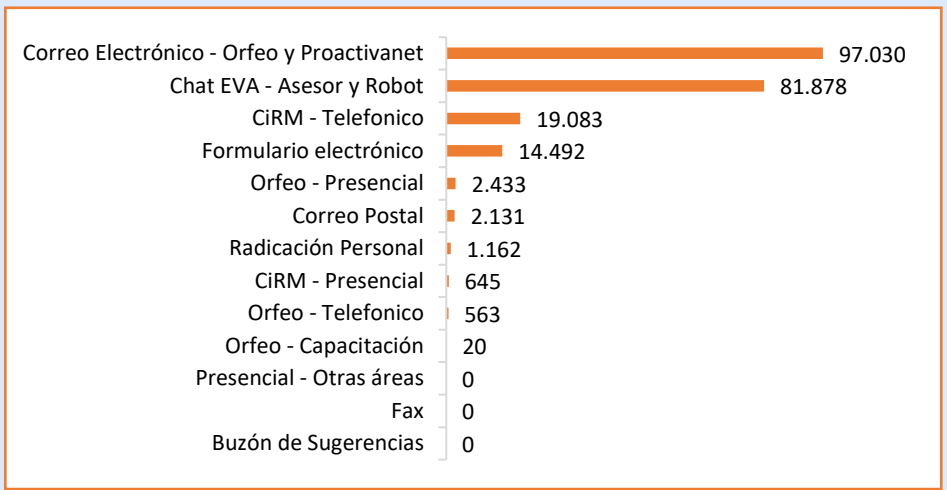 Correo Electrónico - Orfeo y Proactivanet 97.030
Chat EVA - Asesor y Robot 81.878
CiRM - Telefonico 19.083
Formulario electrónico 14.492
Orfeo - Presencial 2.433
Correo Postal 2.131
Radicación Personal 1.162
CiRM - Presencial 645
Orfeo - Telefonico 563
Orfeo - Capacitación 20
Presencial - Otras áreas 0
Fax 0
Buzón de Sugerencias 0